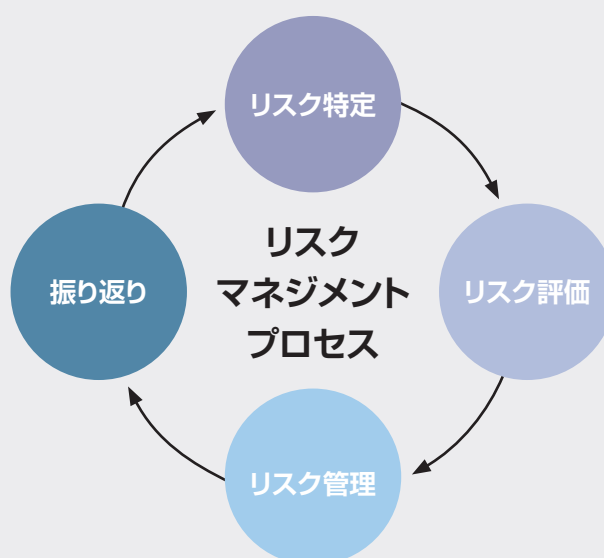 リスク特定
リスク
マネジメント
プロセス
振り返り
リスク評価
リスク管理